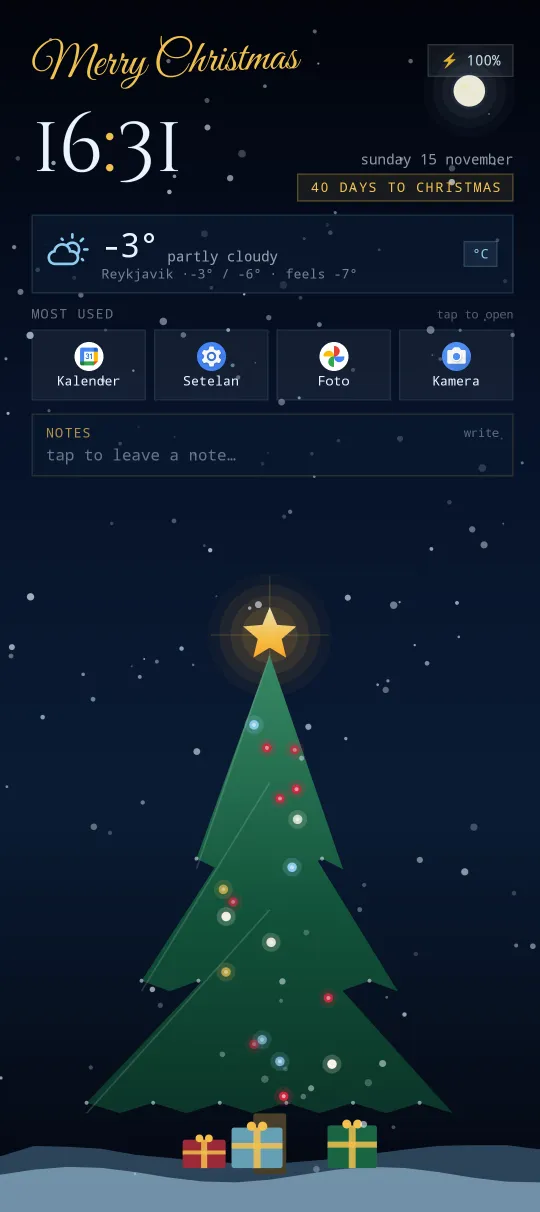 Merry Christmas
⚡ 100%
16:31
sunday 15 november
40 DAYS TO CHRISTMAS
-3° partly cloudy
°C
Reykjavik ·-3° / -6° · feels -7°
MOST USED
tap to open
31
Kalender
Setelan
Foto
Kamera
NOTES
write
tap to leave a note…